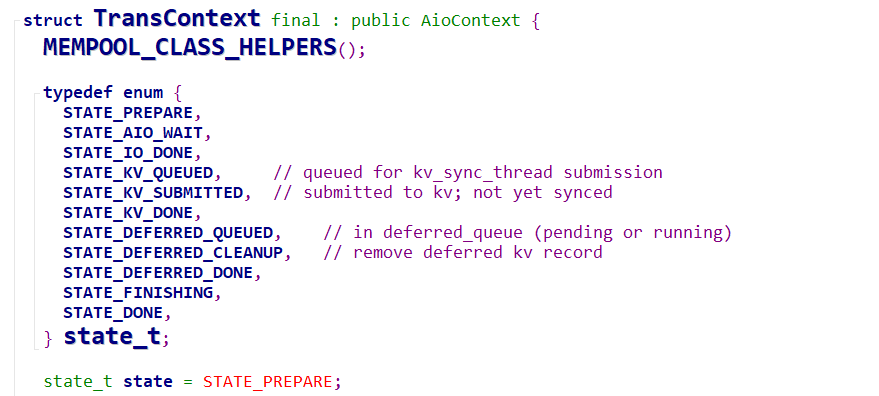 struct TransContext final : public AioContext {
MEMPOOL_CLASS_HELPERS();
typedef enum {
STATE_PREPARE,
STATE_AIO_WAIT,
STATE_IO_DONE,
STATE_KV_QUEUED,     // queued for kv_sync_thread submission
STATE_KV_SUBMITTED,  // submitted to kv; not yet synced
STATE_KV_DONE,
STATE_DEFERRED_QUEUED,    // in deferred_queue (pending or running)
STATE_DEFERRED_CLEANUP,   // remove deferred kv record
STATE_DEFERRED_DONE,
STATE_FINISHING,
STATE_DONE,
} state_t;
state_t state = STATE_PREPARE;